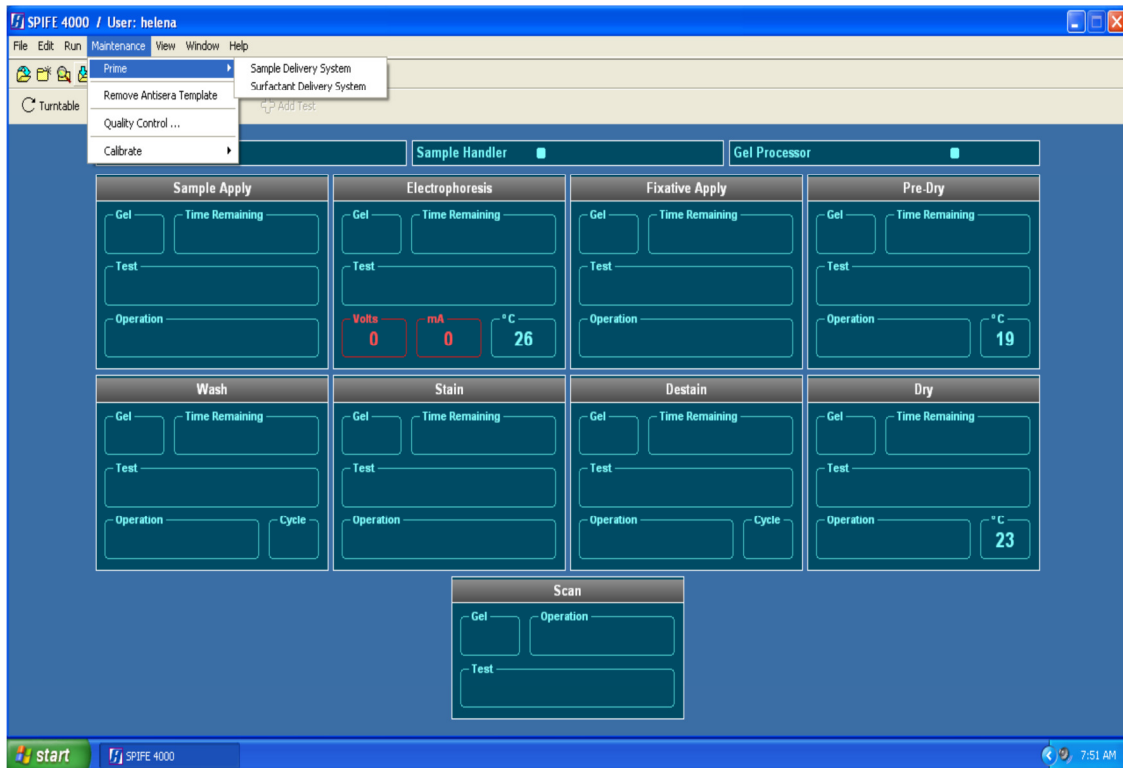 SPIFE 4000 / User: helena
File Edit Run Maintenance View Window Help
Prime
Sample Delivery System
Surfactant Delivery System
Remove Antisera Template
Quality Control ...
Calibrate
Turntable
Add Test
Sample Handler
Gel Processor
Sample Apply
Gel Time Remaining
Test
Operation
Electrophoresis
Gel Time Remaining
Test
Volts mA °C
0 0 26
Fixative Apply
Gel Time Remaining
Test
Operation
Pre-Dry
Gel Time Remaining
Test
Operation °C
19
Wash
Gel Time Remaining
Test
Operation Cycle
Stain
Gel Time Remaining
Test
Operation
Destain
Gel Time Remaining
Test
Operation Cycle
Dry
Gel Time Remaining
Test
Operation °C
23
Scan
Gel Operation
Test
start SPIFE 4000 7:51 AM